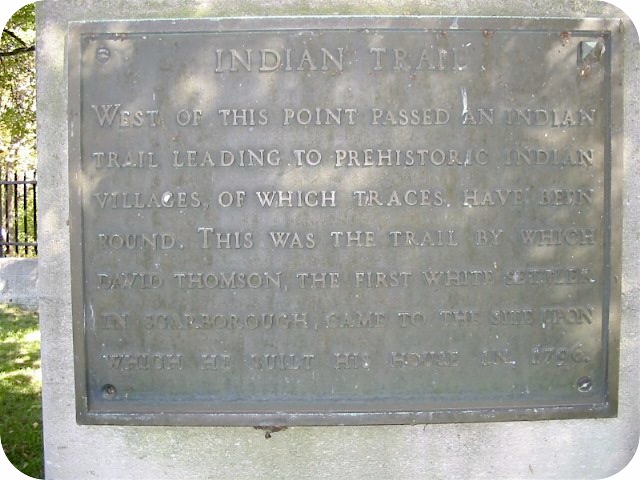 INDIAN TRAIL
WEST OF THIS POINT PASSED AN INDIAN
TRAIL LEADING TO PREHISTORIC INDIAN
VILLAGES, OF WHICH TRACES, HAVE BEEN
FOUND. THIS WAS THE TRAIL BY WHICH
DAVID THOMSON, THE FIRST WHITE SETTLER
IN SCARBOROUGH, CAME TO THE SITE UPON
WHICH HE BUILT HIS HOUSE IN 1796.